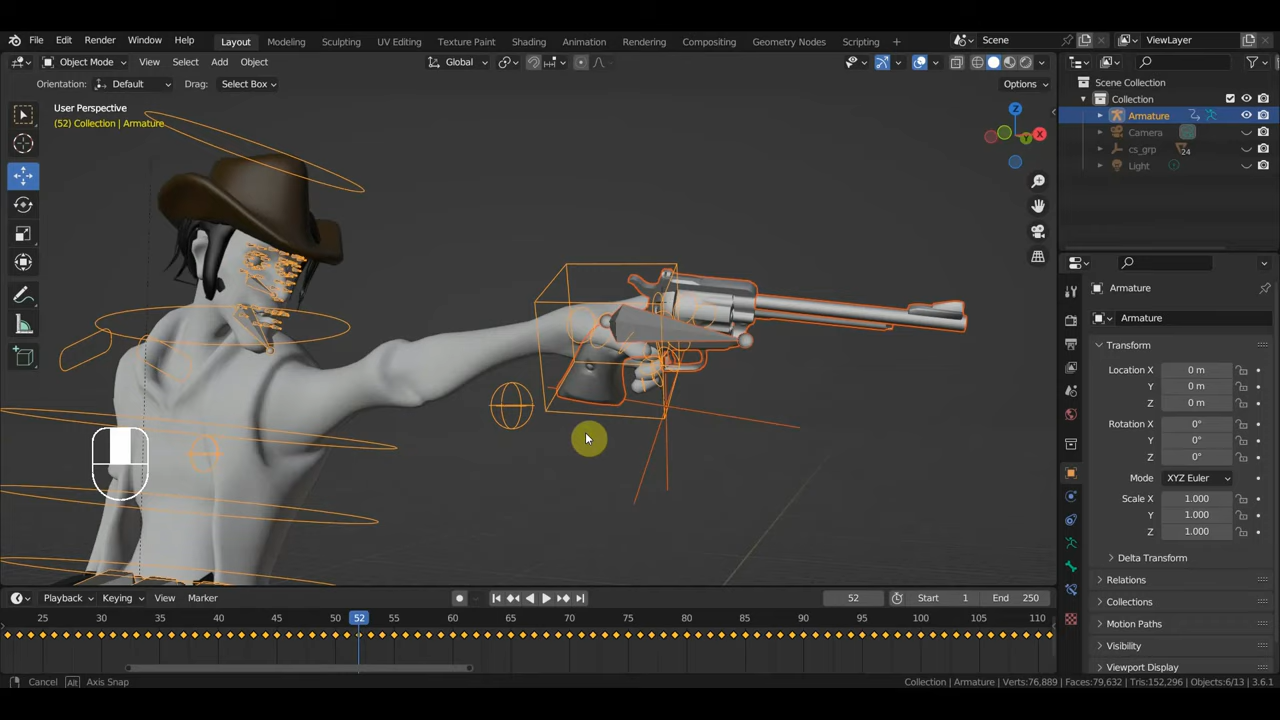 File Edit Render Window Help Layout Modeling Sculpting UV Editing Texture Paint Shading Animation Rendering Compositing Geometry Nodes Scripting + Scene ViewLayer
Object Mode View Select Add Object Global
Orientation: Default Drag: Select Box Options
User Perspective
(52) Collection | Armature
Z
X
Y
Scene Collection
Collection
Armature
Camera
cs_grp 24
Light
Armature
Armature
Transform
Location X 0 m
Y 0 m
Z 0 m
Rotation X 0°
Y 0°
Z 0°
Mode XYZ Euler
Scale X 1.000
Y 1.000
Z 1.000
Delta Transform
Relations
Collections
Motion Paths
Visibility
Viewport Display
Playback Keying View Marker 52 Start 1 End 250
25 30 35 40 45 50 52 55 60 65 70 75 80 85 90 95 100 105 110
Cancel Alt Axis Snap Collection | Armature | Verts:76,889 | Faces:79,632 | Tris:152,296 | Objects:6/13 | 3.6.1